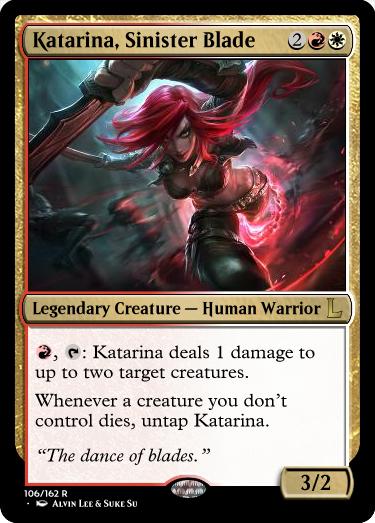 Katarina, Sinister Blade 2
Legendary Creature — Human Warrior L
, : Katarina deals 1 damage to
up to two target creatures.
Whenever a creature you don't
control dies, untap Katarina.
“The dance of blades.”
3/2
106/162 R
· Alvin Lee & Suke Su